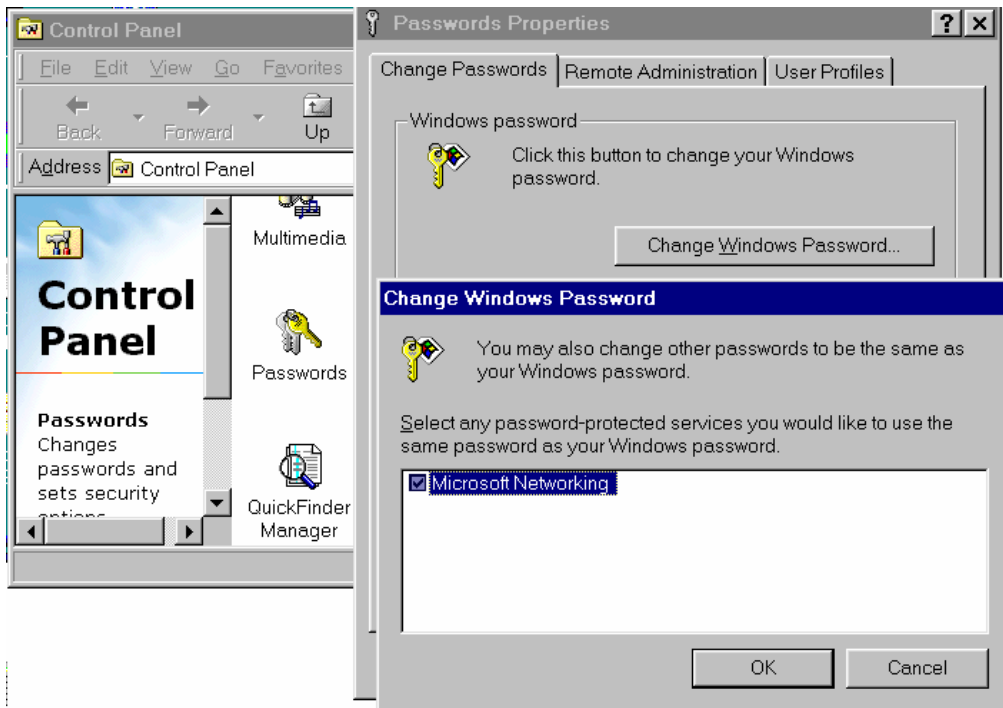 Control Panel
File Edit View Go Favorites
Back Forward Up
Address Control Panel
Control
Panel
Passwords
Changes
passwords and
sets security
options
Multimedia
Passwords
QuickFinder
Manager
Passwords Properties
Change Passwords Remote Administration User Profiles
Windows password
Click this button to change your Windows
password.
Change Windows Password...
Change Windows Password
You may also change other passwords to be the same as
your Windows password.
Select any password-protected services you would like to use the
same password as your Windows password.
Microsoft Networking
OK Cancel